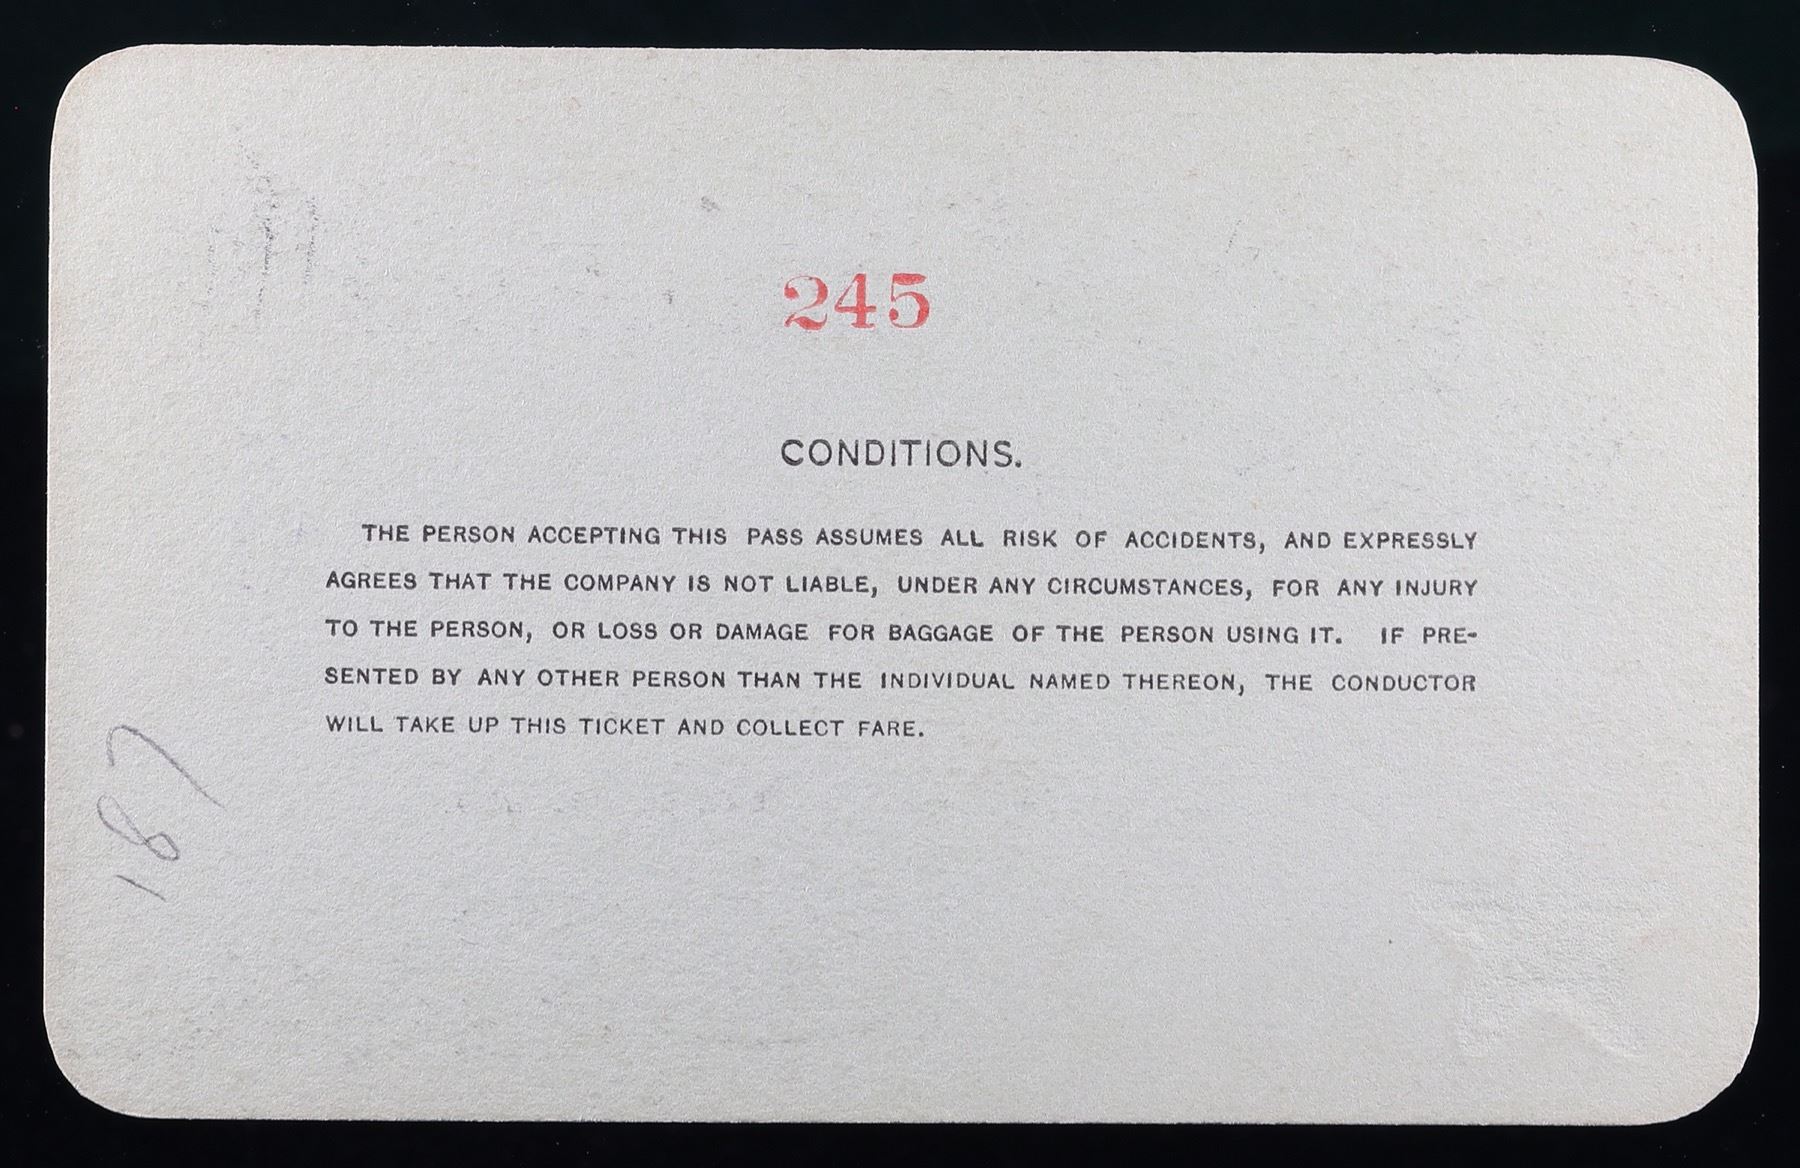 245
CONDITIONS.
THE PERSON ACCEPTING THIS PASS ASSUMES ALL RISK OF ACCIDENTS, AND EXPRESSLY
AGREES THAT THE COMPANY IS NOT LIABLE, UNDER ANY CIRCUMSTANCES, FOR ANY INJURY
TO THE PERSON, OR LOSS OR DAMAGE FOR BAGGAGE OF THE PERSON USING IT. IF PRE-
SENTED BY ANY OTHER PERSON THAN THE INDIVIDUAL NAMED THEREON, THE CONDUCTOR
WILL TAKE UP THIS TICKET AND COLLECT FARE.
187